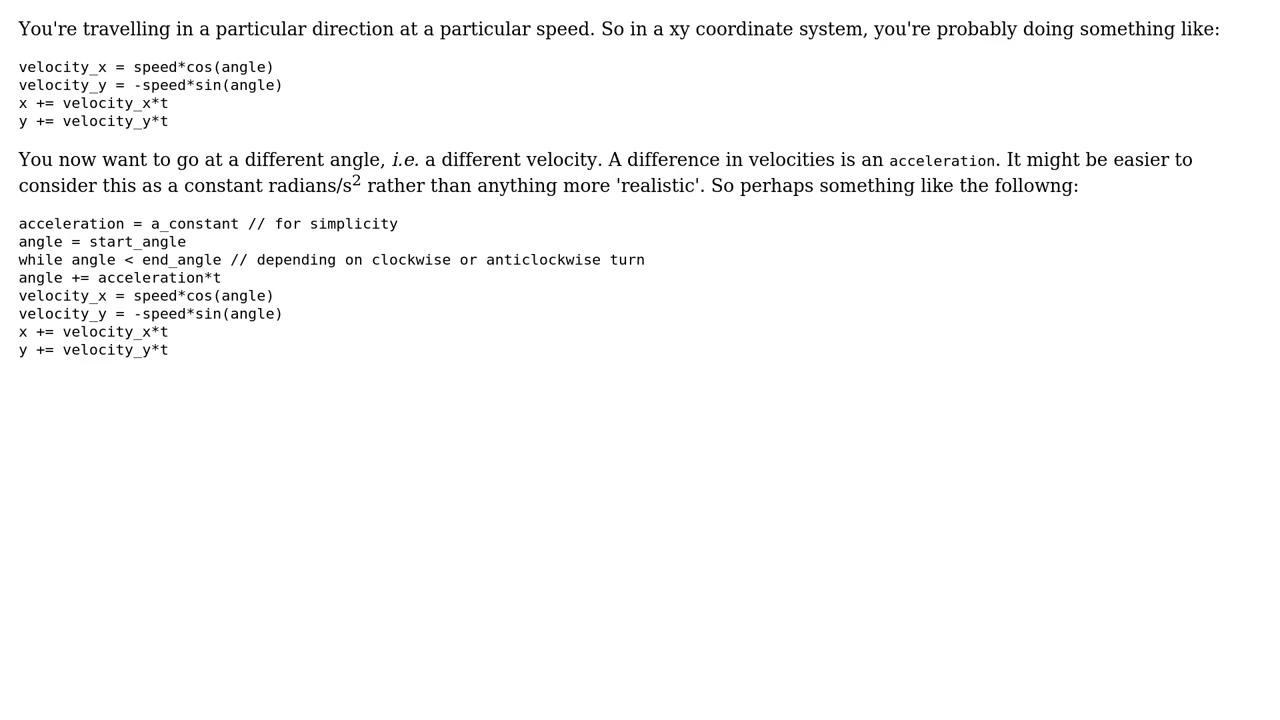 You're travelling in a particular direction at a particular speed. So in a xy coordinate system, you're probably doing something like:
velocity_x = speed*cos(angle)
velocity_y = -speed*sin(angle)
x += velocity_x*t
y += velocity_y*t
You now want to go at a different angle, i.e. a different velocity. A difference in velocities is an acceleration. It might be easier to
consider this as a constant radians/s2 rather than anything more 'realistic'. So perhaps something like the followng:
acceleration = a_constant // for simplicity
angle = start_angle
while angle < end_angle // depending on clockwise or anticlockwise turn
angle += acceleration*t
velocity_x = speed*cos(angle)
velocity_y = -speed*sin(angle)
x += velocity_x*t
y += velocity_y*t